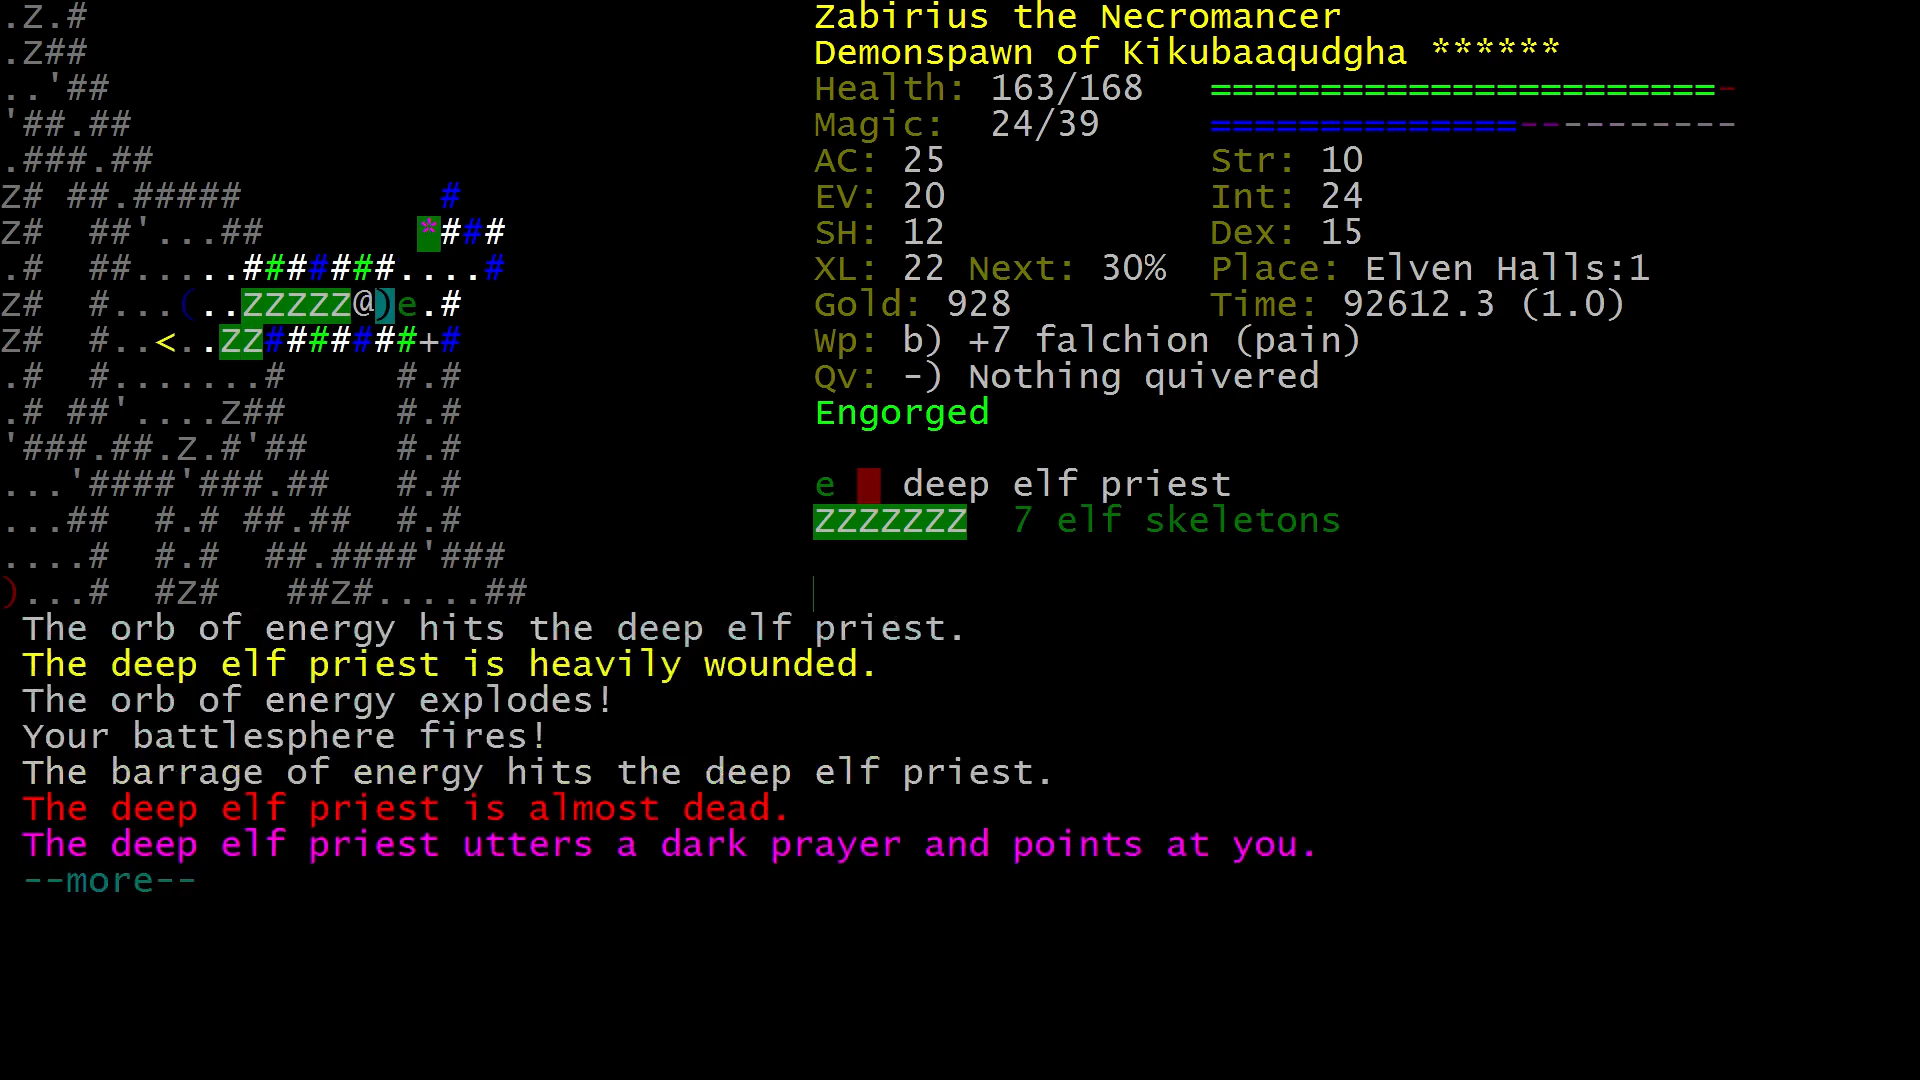 .Z.#
.Z##
..'##
'##.##
.###.##
Z# ##.##### #
Z# ##'...## *####
.# ##.......#######....#
Z# #...(..ZZZZZ@)e.#
Z# #..<..ZZ#######+#
.# #.......# #.#
.# ##'....Z## #.#
'###.##.Z.#'## #.#
...'####'###.## #.#
...## #.# ##.## #.#
....# #.# ##.####'###
)...# #Z# ##Z#.....##
Zabirius the Necromancer
Demonspawn of Kikubaaqudgha ******
Health: 163/168 =======================-
Magic: 24/39 ==============----------
AC: 25 Str: 10
EV: 20 Int: 24
SH: 12 Dex: 15
XL: 22 Next: 30% Place: Elven Halls:1
Gold: 928 Time: 92612.3 (1.0)
Wp: b) +7 falchion (pain)
Qv: -) Nothing quivered
Engorged
e deep elf priest
ZZZZZZZ 7 elf skeletons
The orb of energy hits the deep elf priest.
The deep elf priest is heavily wounded.
The orb of energy explodes!
Your battlesphere fires!
The barrage of energy hits the deep elf priest.
The deep elf priest is almost dead.
The deep elf priest utters a dark prayer and points at you.
--more--